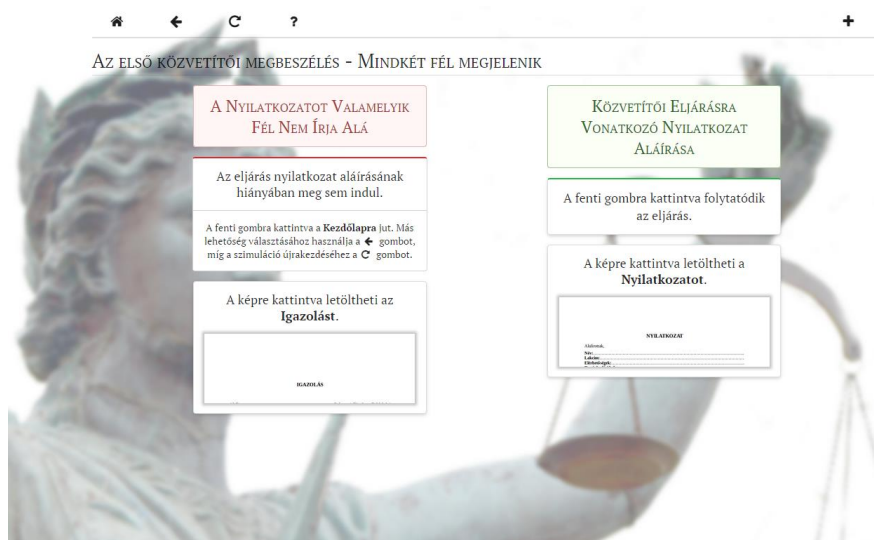 ?
Az első közvetítői megbeszélés - Mindkét fél megjelenik
A Nyilatkozatot Valamelyik
Fél Nem Írja Alá
Az eljárás nyilatkozat aláírásának
hiányában meg sem indul.
A fenti gombra kattintva a Kezdőlapra jut. Más
lehetőség választásához használja a gombot,
míg a szimuláció újrakezdéséhez a gombot.
A képre kattintva letöltheti az
Igazolást.
IGAZOLÁS
Közvetítői Eljárásra
Vonatkozó Nyilatkozat
Aláírása
A fenti gombra kattintva folytatódik
az eljárás.
A képre kattintva letöltheti a
Nyilatkozatot.
NYILATKOZAT
Alulírottak,
Név:
Lakcím: